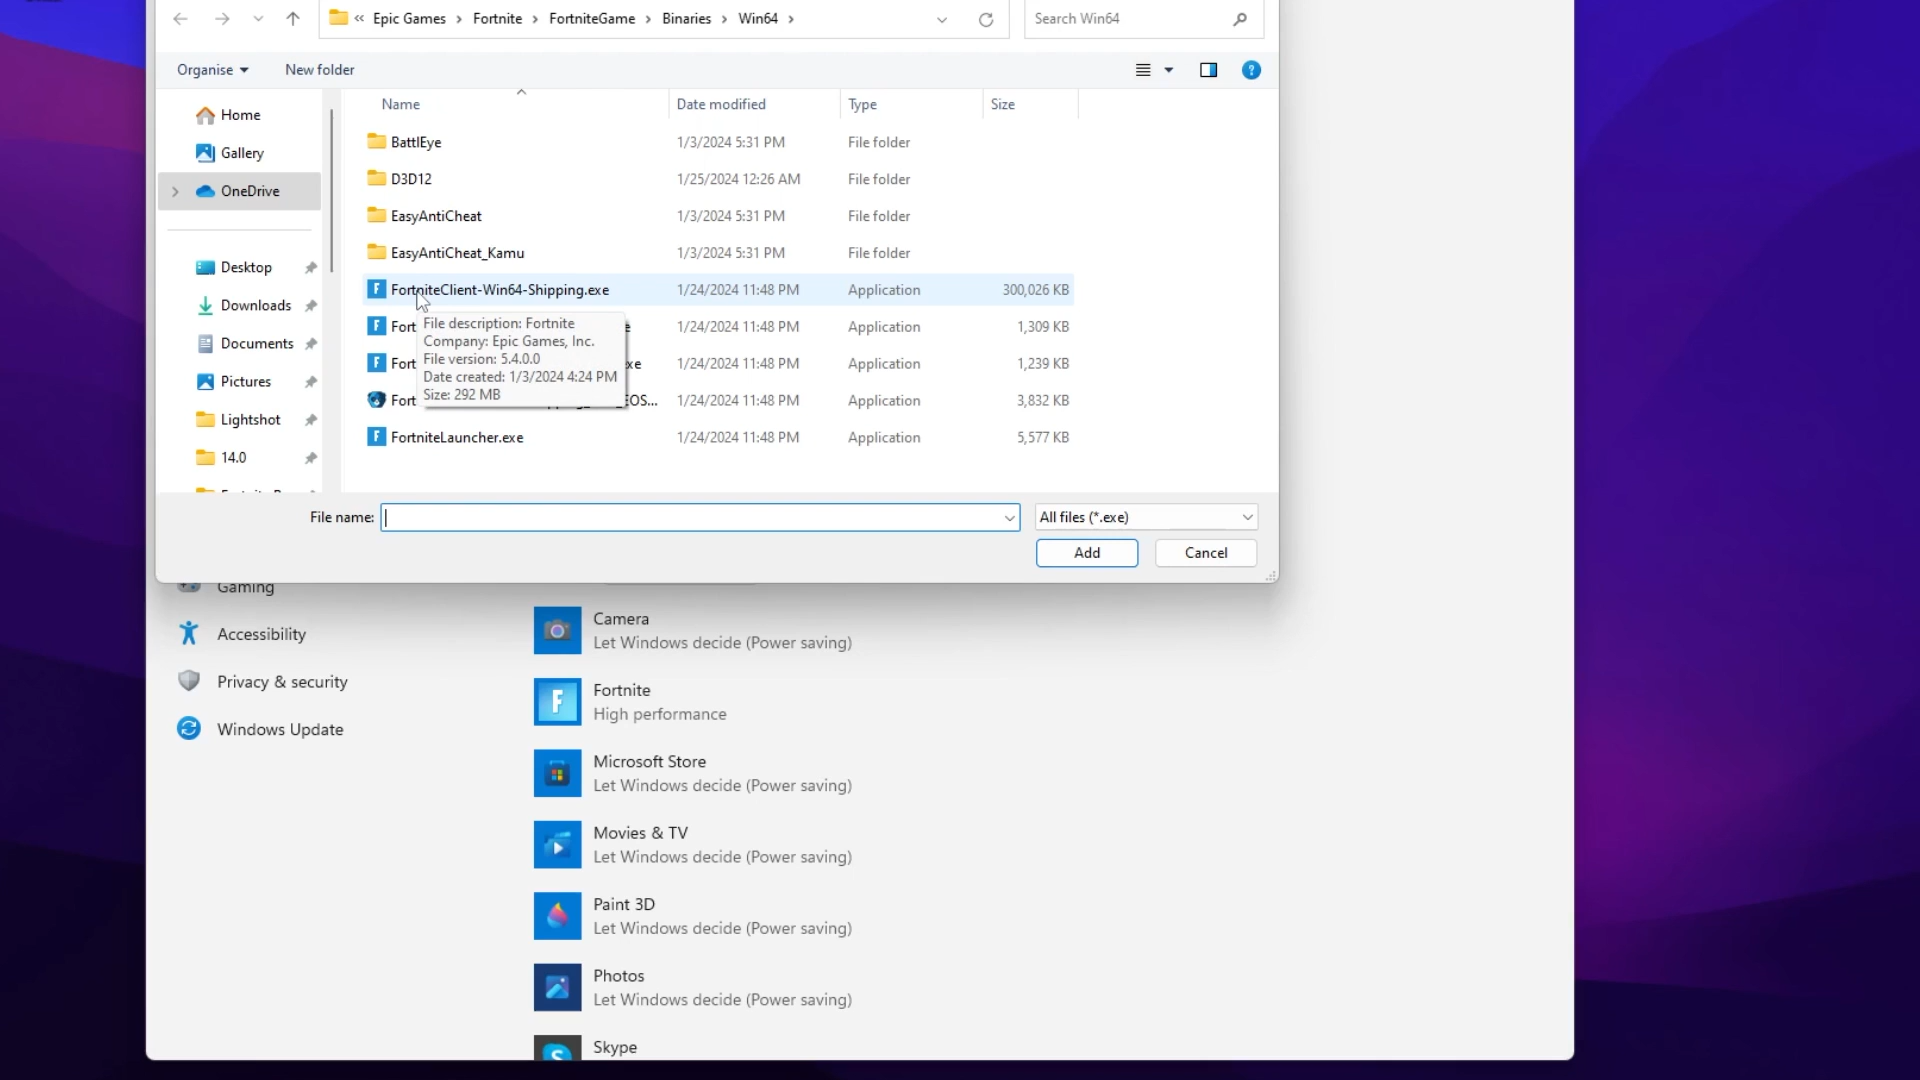 « Epic Games > Fortnite > FortniteGame > Binaries > Win64 >
Search Win64
Organise
New folder
?
Name
Date modified
Type
Size
Home
Gallery
OneDrive
Desktop
Downloads
Documents
Pictures
Lightshot
14.0
BattlEye 1/3/2024 5:31 PM File folder
D3D12 1/25/2024 12:26 AM File folder
EasyAntiCheat 1/3/2024 5:31 PM File folder
EasyAntiCheat_Kamu 1/3/2024 5:31 PM File folder
FortniteClient-Win64-Shipping.exe 1/24/2024 11:48 PM Application 300,026 KB
Fort e 1/24/2024 11:48 PM Application 1,309 KB
Fort xe 1/24/2024 11:48 PM Application 1,239 KB
Fort EOS... 1/24/2024 11:48 PM Application 3,832 KB
FortniteLauncher.exe 1/24/2024 11:48 PM Application 5,577 KB
File description: Fortnite
Company: Epic Games, Inc.
File version: 5.4.0.0
Date created: 1/3/2024 4:24 PM
Size: 292 MB
File name:
All files (*.exe)
Add
Cancel
Gaming
Accessibility
Privacy & security
Windows Update
Camera
Let Windows decide (Power saving)
Fortnite
High performance
Microsoft Store
Let Windows decide (Power saving)
Movies & TV
Let Windows decide (Power saving)
Paint 3D
Let Windows decide (Power saving)
Photos
Let Windows decide (Power saving)
Skype